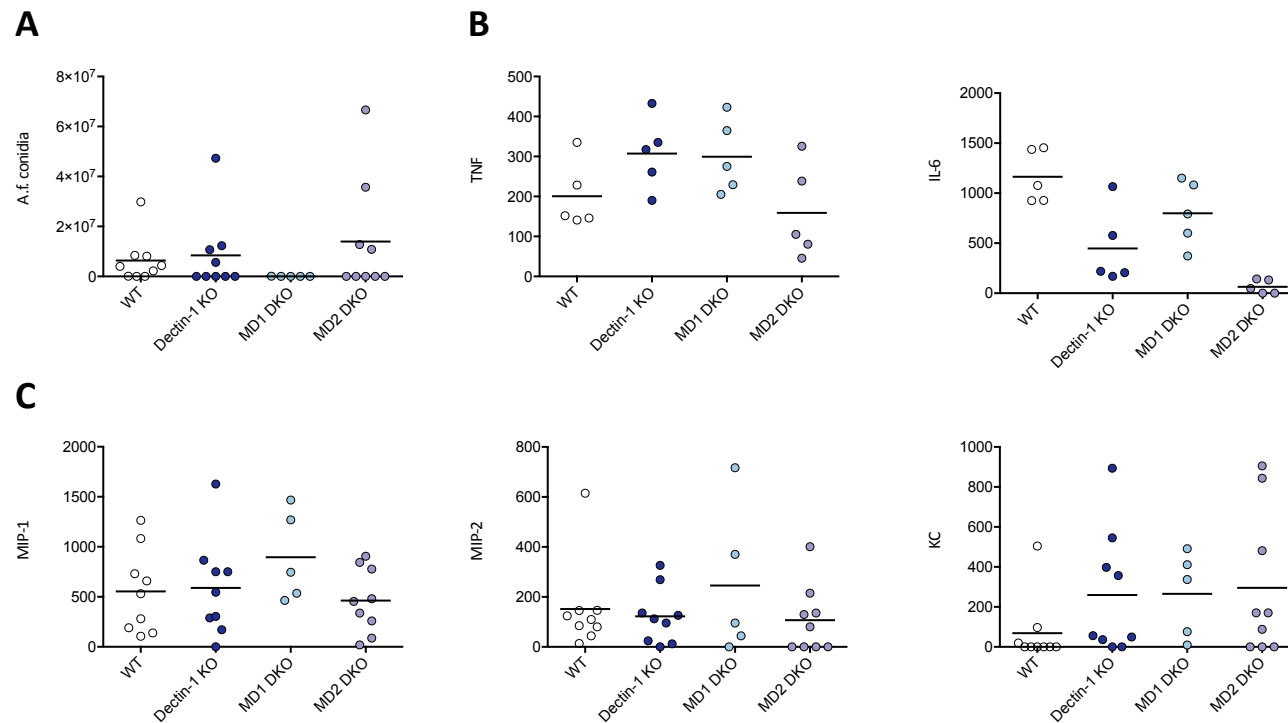 A
A.f. conidia
8×10⁷
6×10⁷
4×10⁷
2×10⁷
0
WT
Dectin-1 KO
MD1 DKO
MD2 DKO
B
TNF
500
400
300
200
100
0
WT
Dectin-1 KO
MD1 DKO
MD2 DKO
IL-6
2000
1500
1000
500
0
WT
Dectin-1 KO
MD1 DKO
MD2 DKO
C
MIP-1
2000
1500
1000
500
0
WT
Dectin-1 KO
MD1 DKO
MD2 DKO
MIP-2
800
600
400
200
0
WT
Dectin-1 KO
MD1 DKO
MD2 DKO
KC
1000
800
600
400
200
0
WT
Dectin-1 KO
MD1 DKO
MD2 DKO